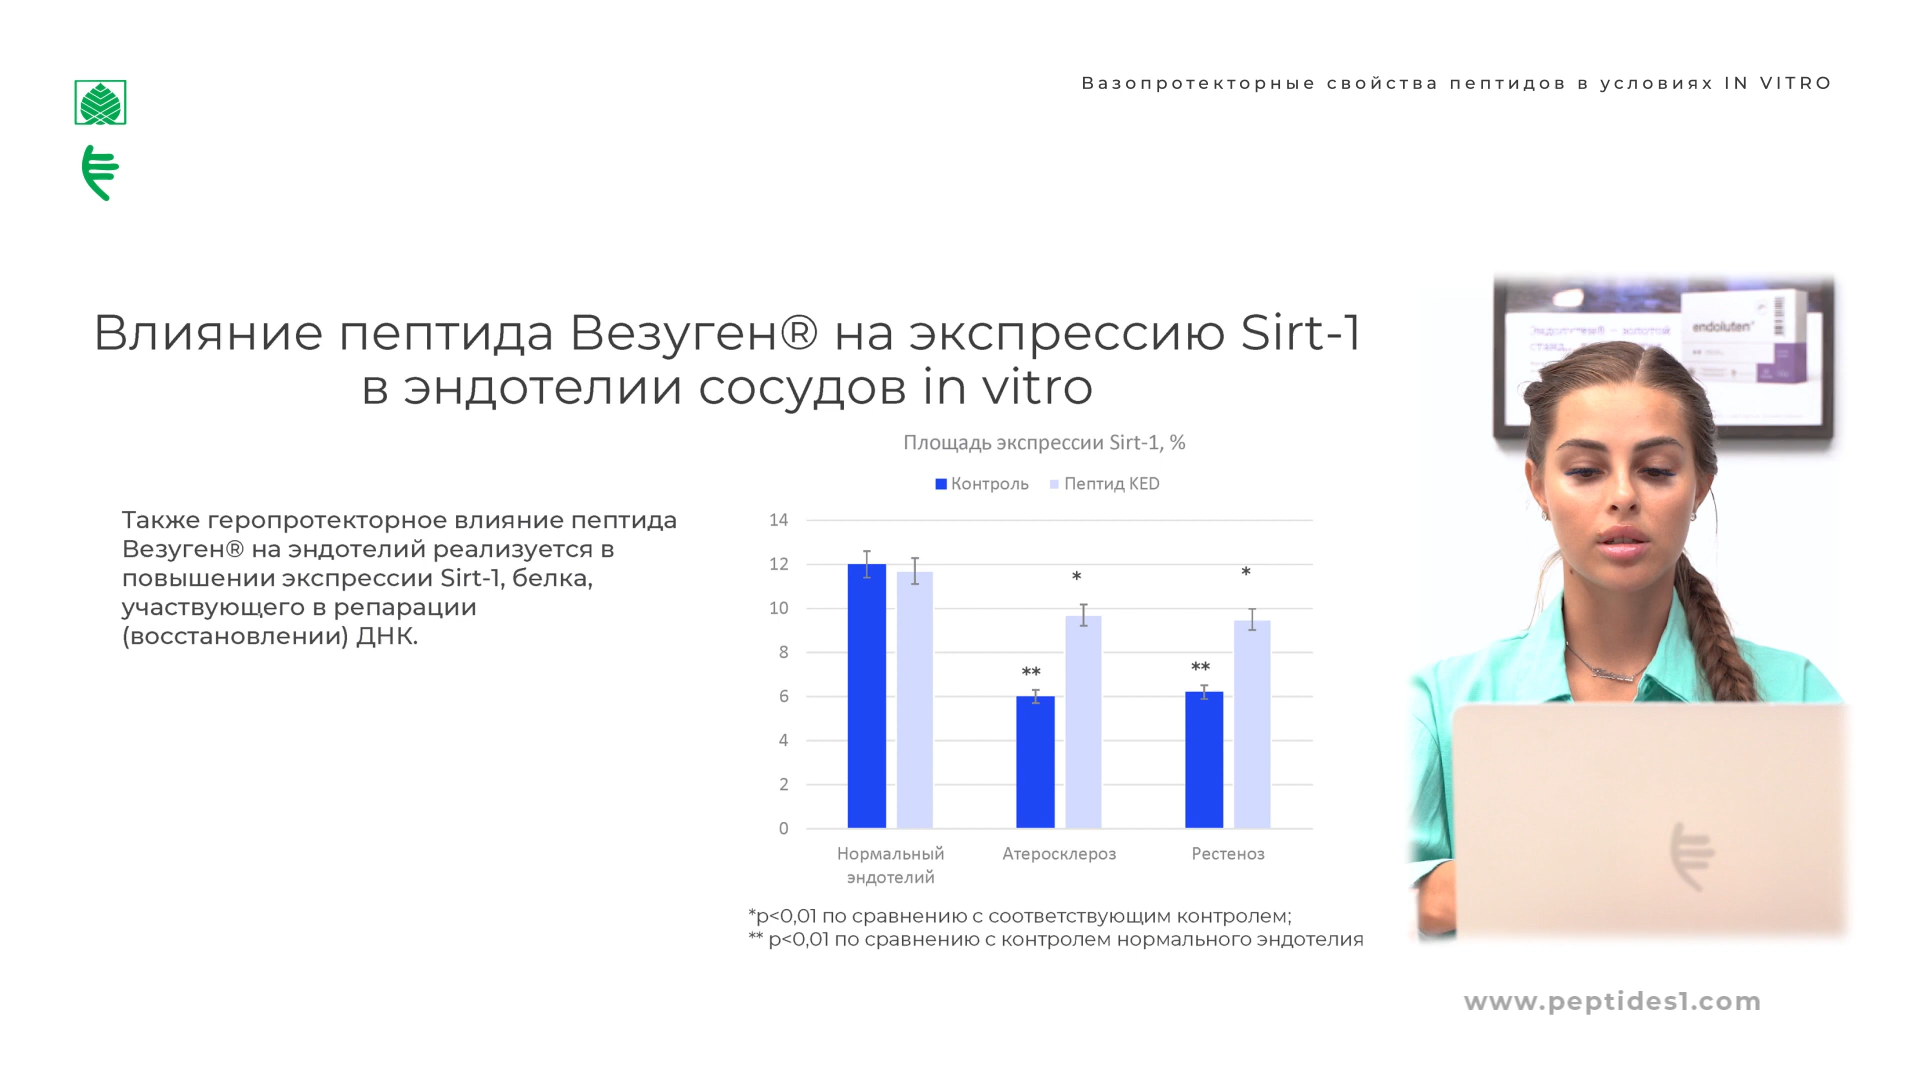 Вазопротекторные свойства пептидов в условиях IN VITRO
Влияние пептида Везуген® на экспрессию Sirt-1
в эндотелии сосудов in vitro
endoluten®
Также геропротекторное влияние пептида
Везуген® на эндотелий реализуется в
повышении экспрессии Sirt-1, белка,
участвующего в репарации
(восстановлении) ДНК.
Площадь экспрессии Sirt-1, %
Контроль Пептид KED
14
12
10
8
6
4
2
0
*
*
**
**
Нормальный
эндотелий
Атеросклероз
Рестеноз
*p<0,01 по сравнению с соответствующим контролем;
** p<0,01 по сравнению с контролем нормального эндотелия
www.peptides1.com